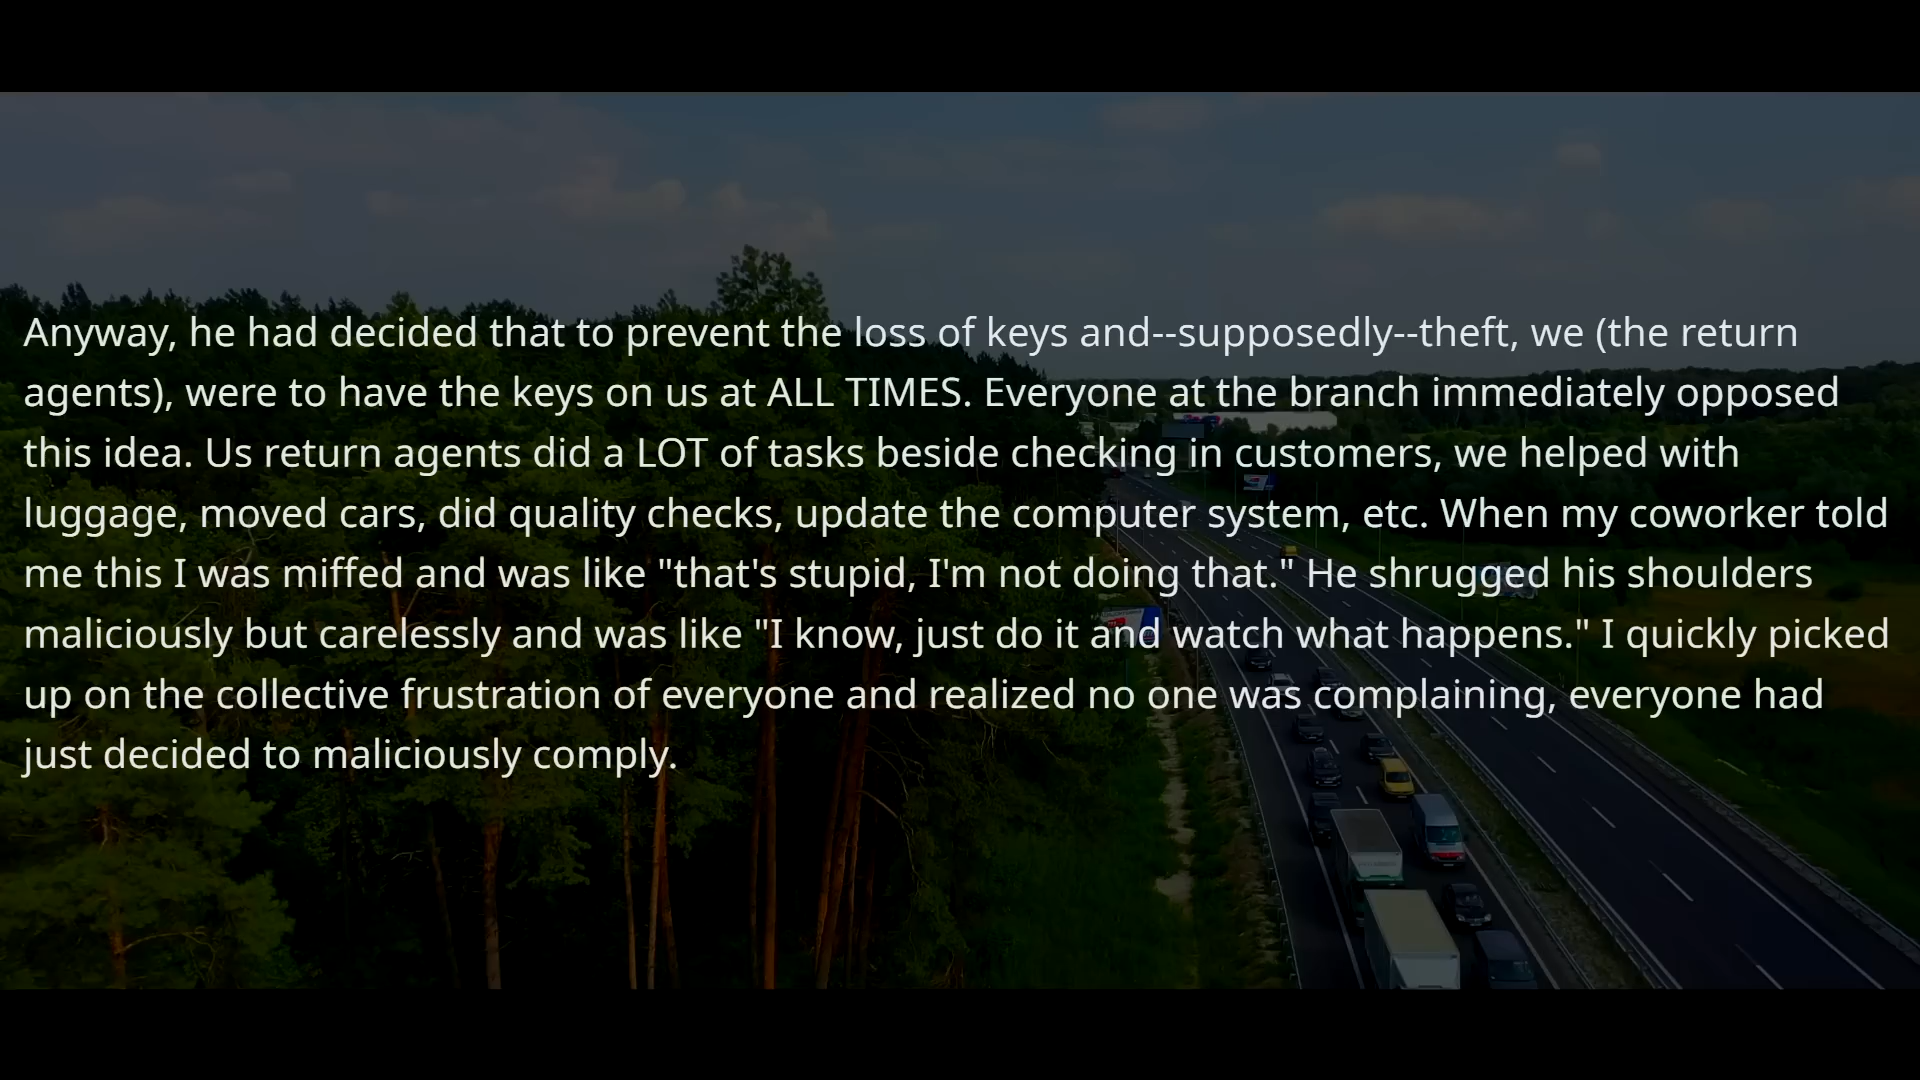 Anyway, he had decided that to prevent the loss of keys and--supposedly--theft, we (the return
agents), were to have the keys on us at ALL TIMES. Everyone at the branch immediately opposed
this idea. Us return agents did a LOT of tasks beside checking in customers, we helped with
luggage, moved cars, did quality checks, update the computer system, etc. When my coworker told
me this I was miffed and was like "that's stupid, I'm not doing that." He shrugged his shoulders
maliciously but carelessly and was like "I know, just do it and watch what happens." I quickly picked
up on the collective frustration of everyone and realized no one was complaining, everyone had
just decided to maliciously comply.